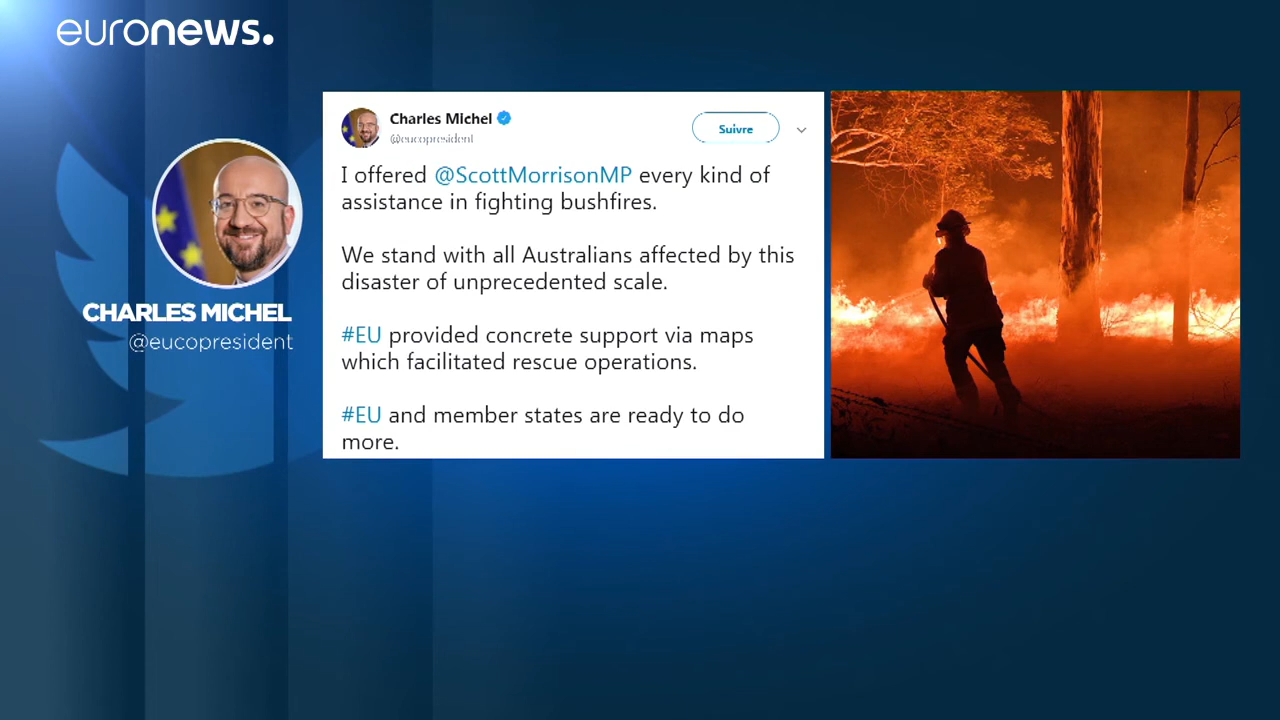 euronews.
CHARLES MICHEL
@eucopresident
Charles MIchel
@eucopresident
Suivre
I offered @ScottMorrisonMP every kind of
assistance in fighting bushfires.
We stand with all Australians affected by this
disaster of unprecedented scale.
#EU provided concrete support via maps
which facilitated rescue operations.
#EU and member states are ready to do
more.